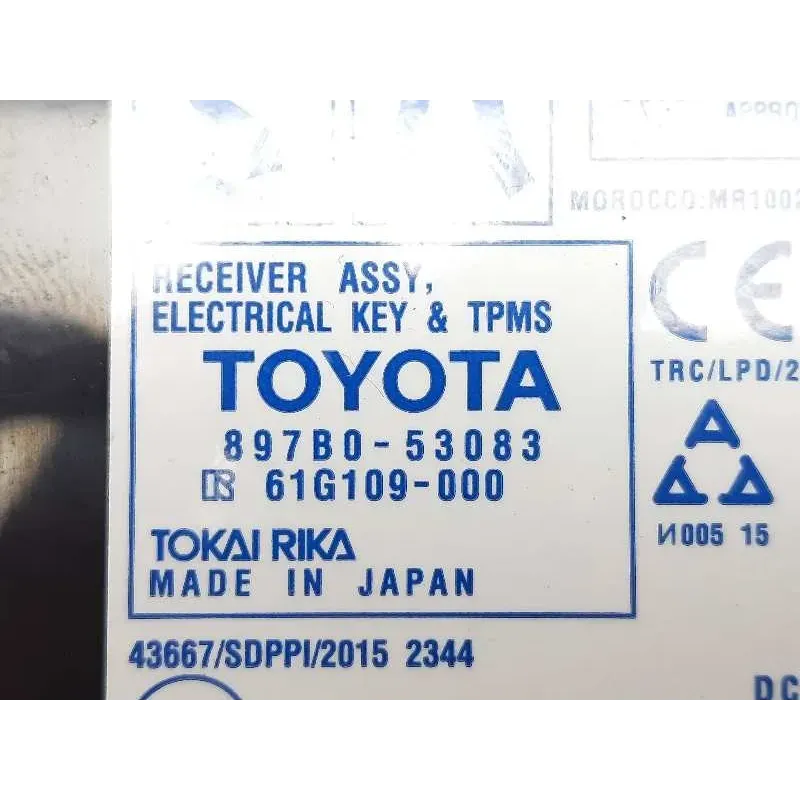 MOROCCO:MR1002
RECEIVER ASSY,
ELECTRICAL KEY & TPMS
TOYOTA
897B0-53083
61G109-000
TOKAI RIKA
MADE IN JAPAN
43667/SDPPI/2015 2344
CE
TRC/LPD/2
И005 15
DC